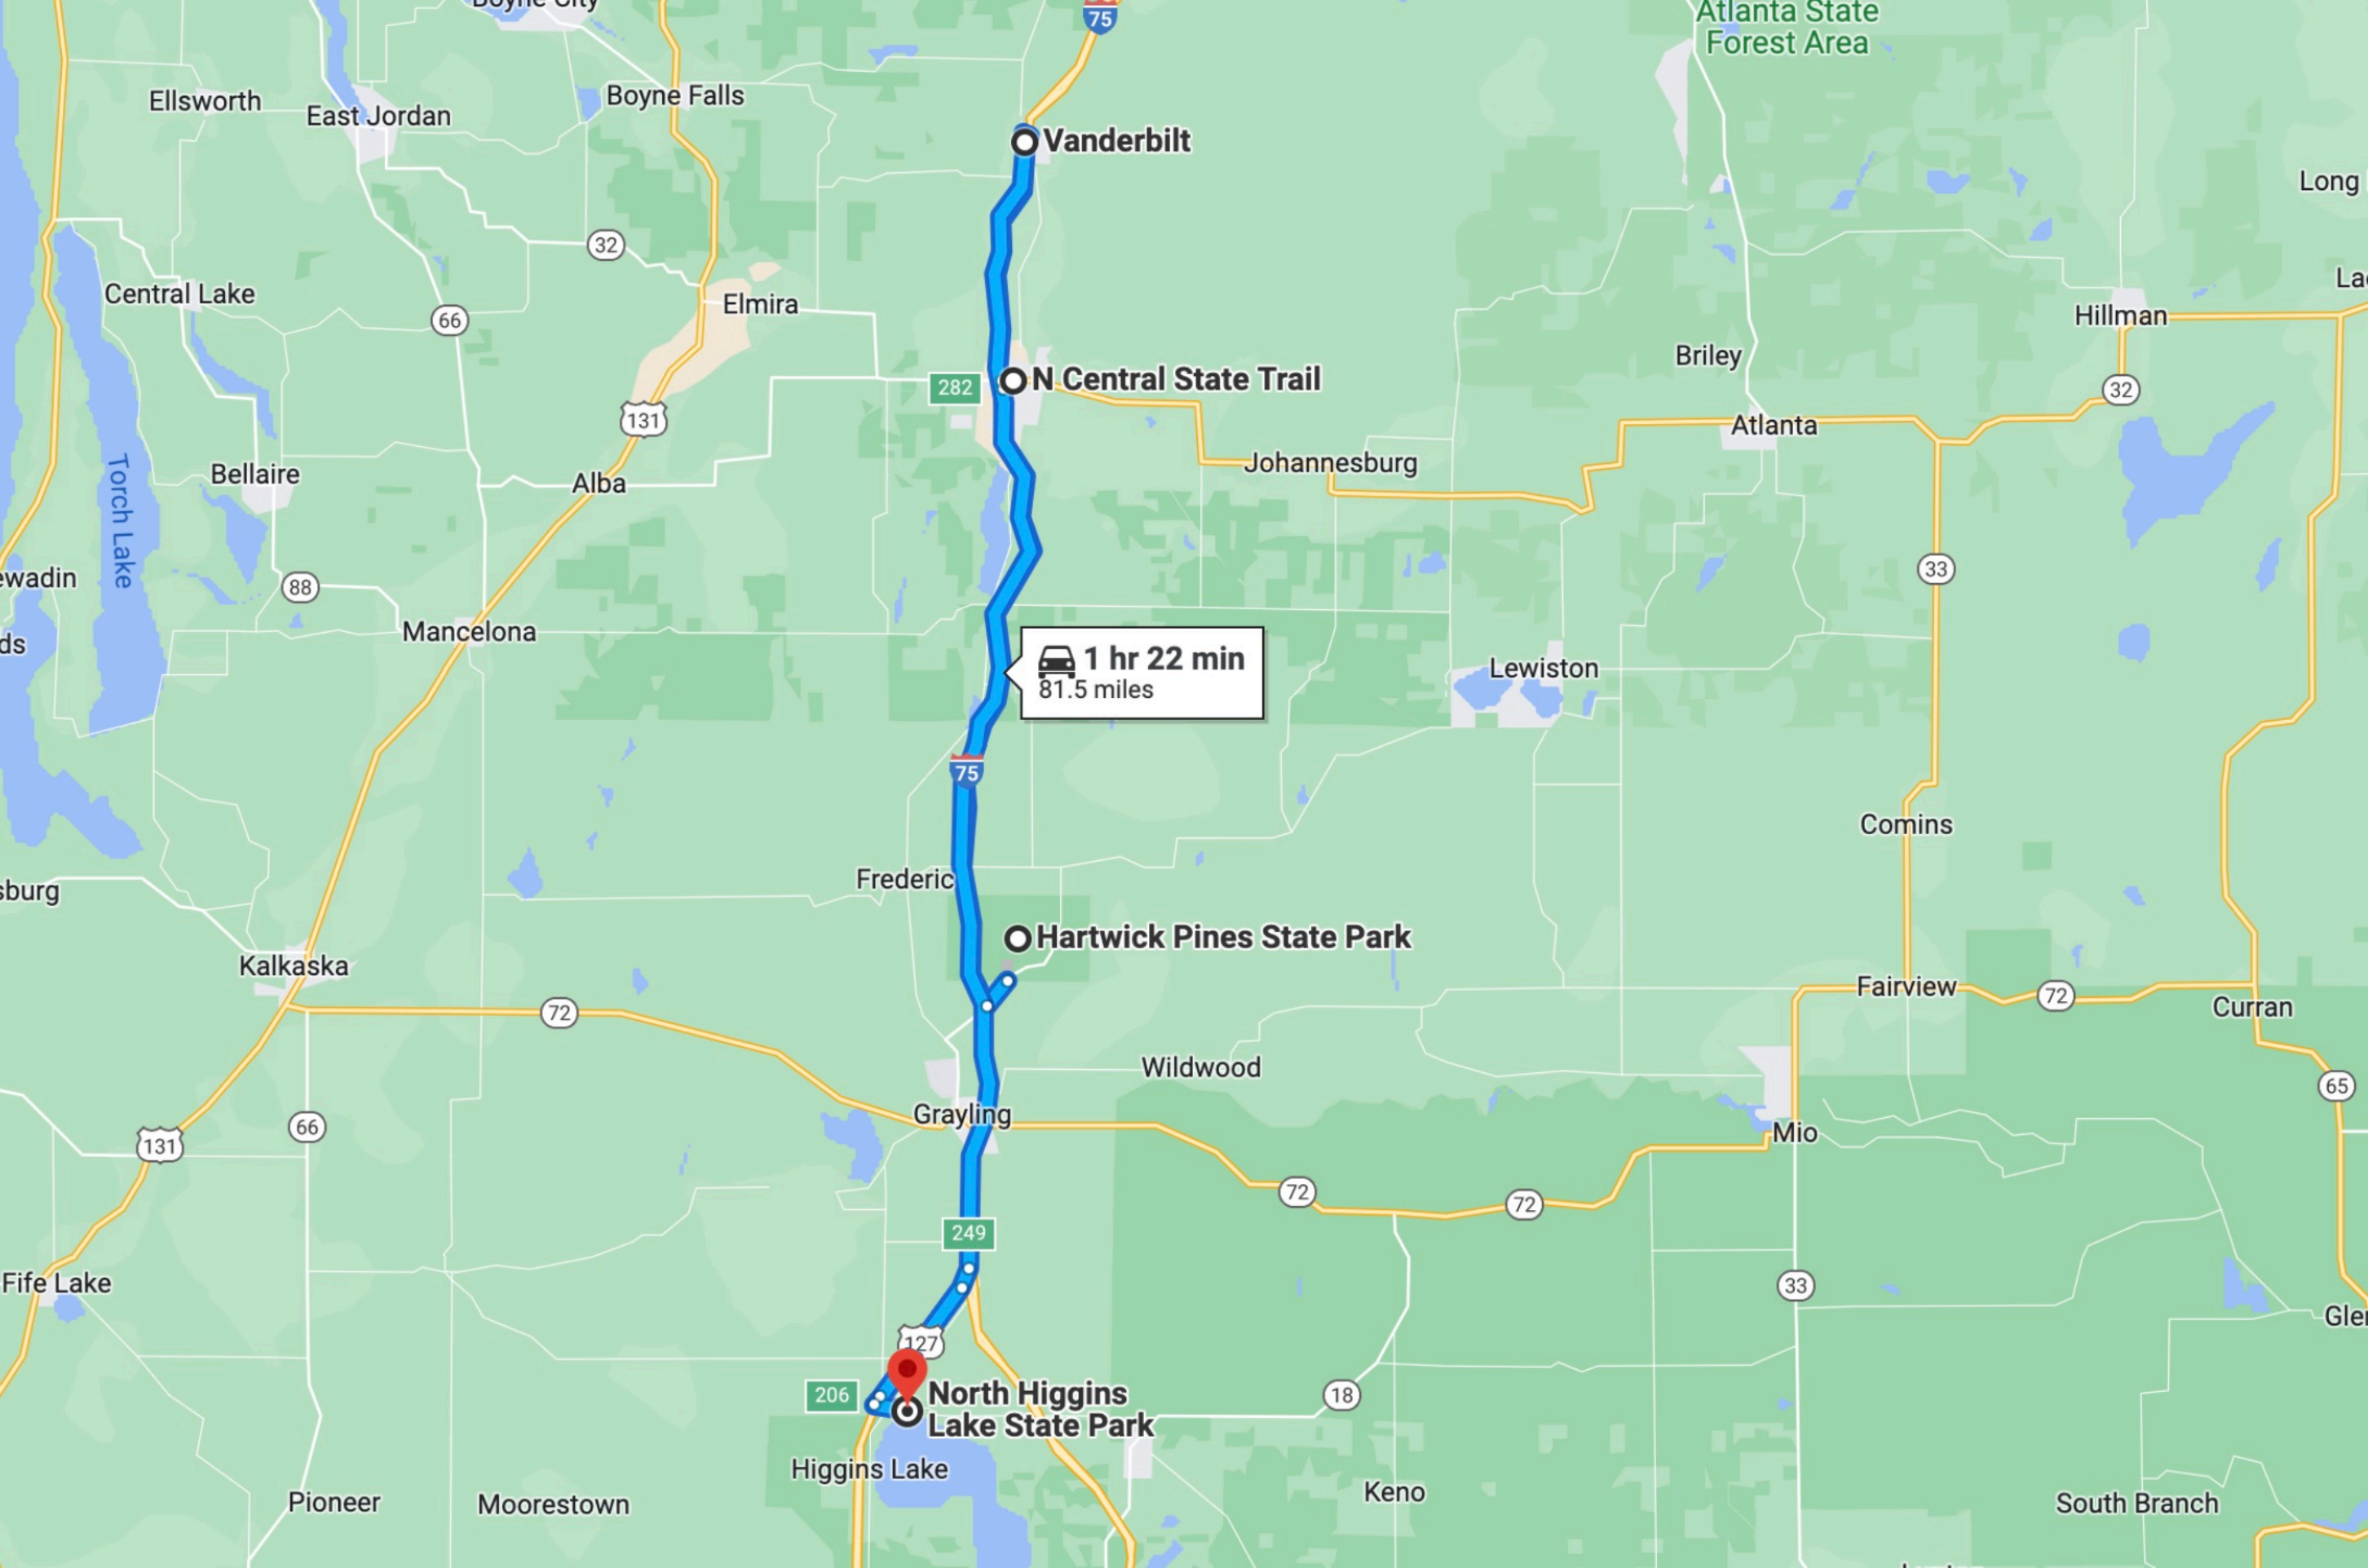 Boyne City
75
Atlanta State
Forest Area
Ellsworth
East Jordan
Boyne Falls
Vanderbilt
Long
32
Central Lake
66
Elmira
Hillman
Briley
282
N Central State Trail
32
131
Atlanta
Torch Lake
Bellaire
Alba
Johannesburg
ewadin
88
33
Mancelona
ds
1 hr 22 min
81.5 miles
Lewiston
75
Comins
Frederic
sburg
Hartwick Pines State Park
Kalkaska
72
Fairview
72
Curran
Wildwood
65
Grayling
66
131
Mio
72
72
249
Fife Lake
33
127
206
North Higgins
Lake State Park
18
Higgins Lake
Keno
Pioneer
Moorestown
South Branch